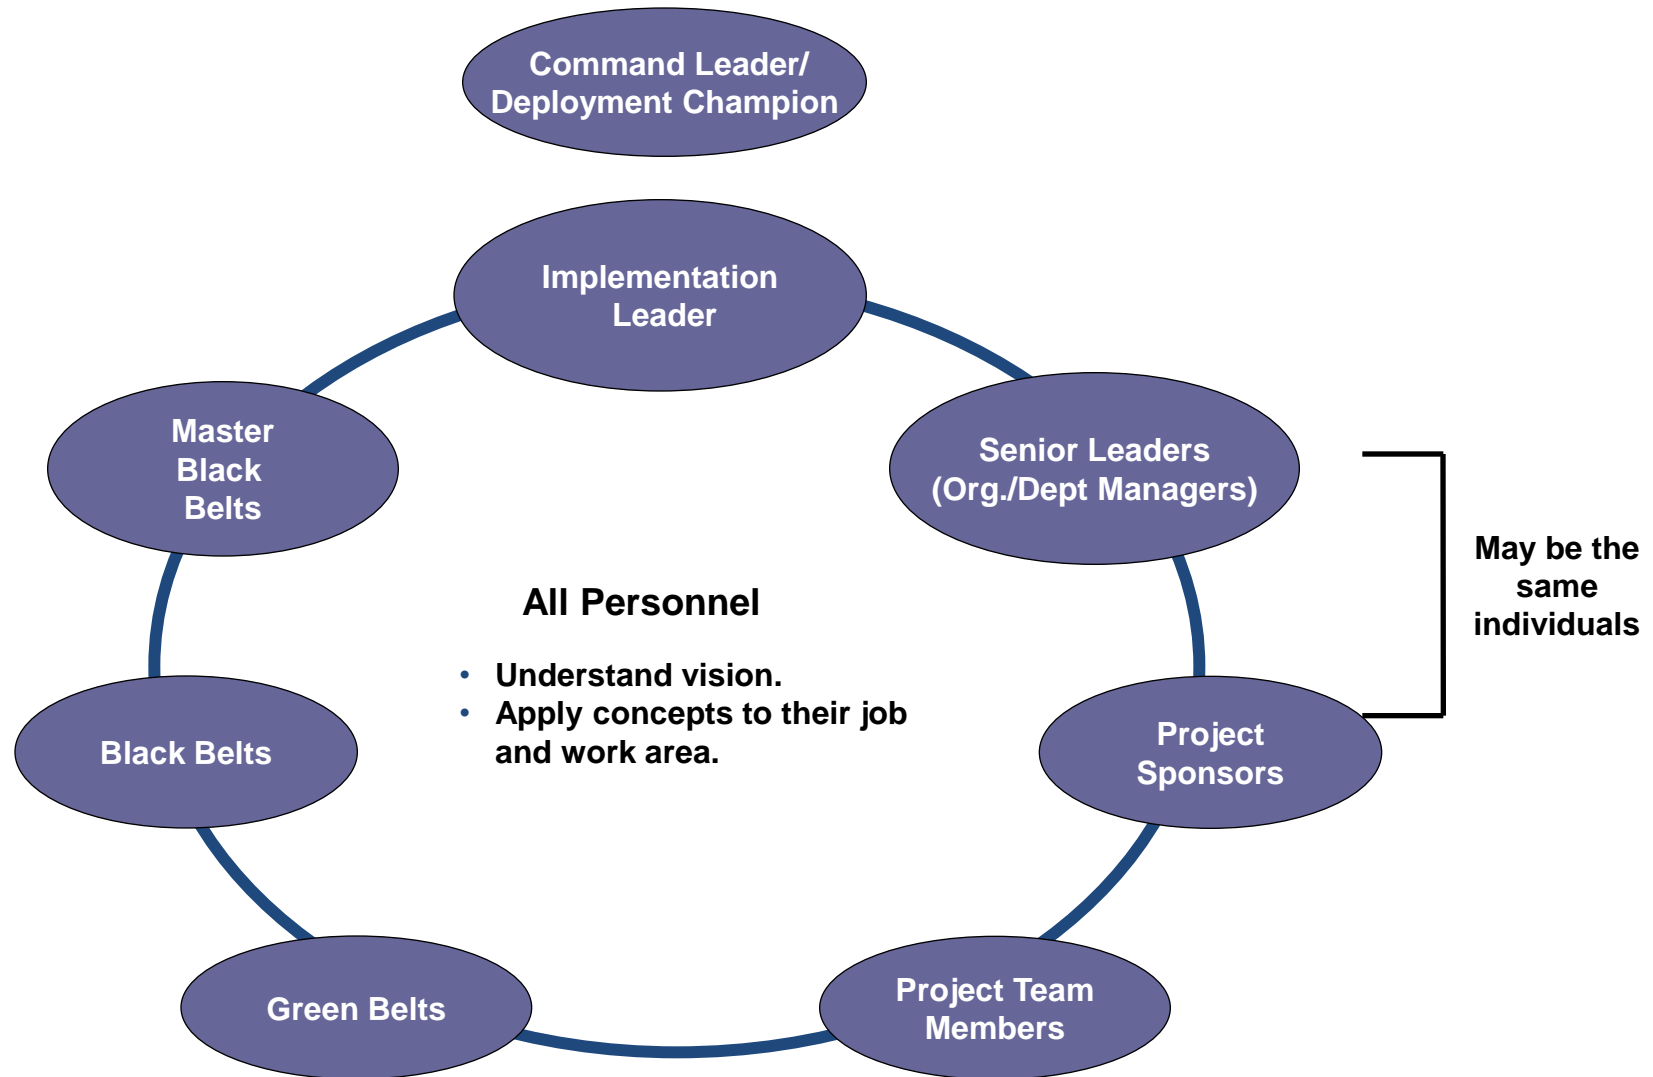 Command Leader/
Deployment Champion
Implementation
Leader
Master
Black
Belts
Senior Leaders
(Org./Dept Managers)
May be the
same
individuals
All Personnel
• Understand vision.
• Apply concepts to their job
and work area.
Black Belts
Project
Sponsors
Green Belts
Project Team
Members